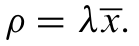 ρ = λx̅.